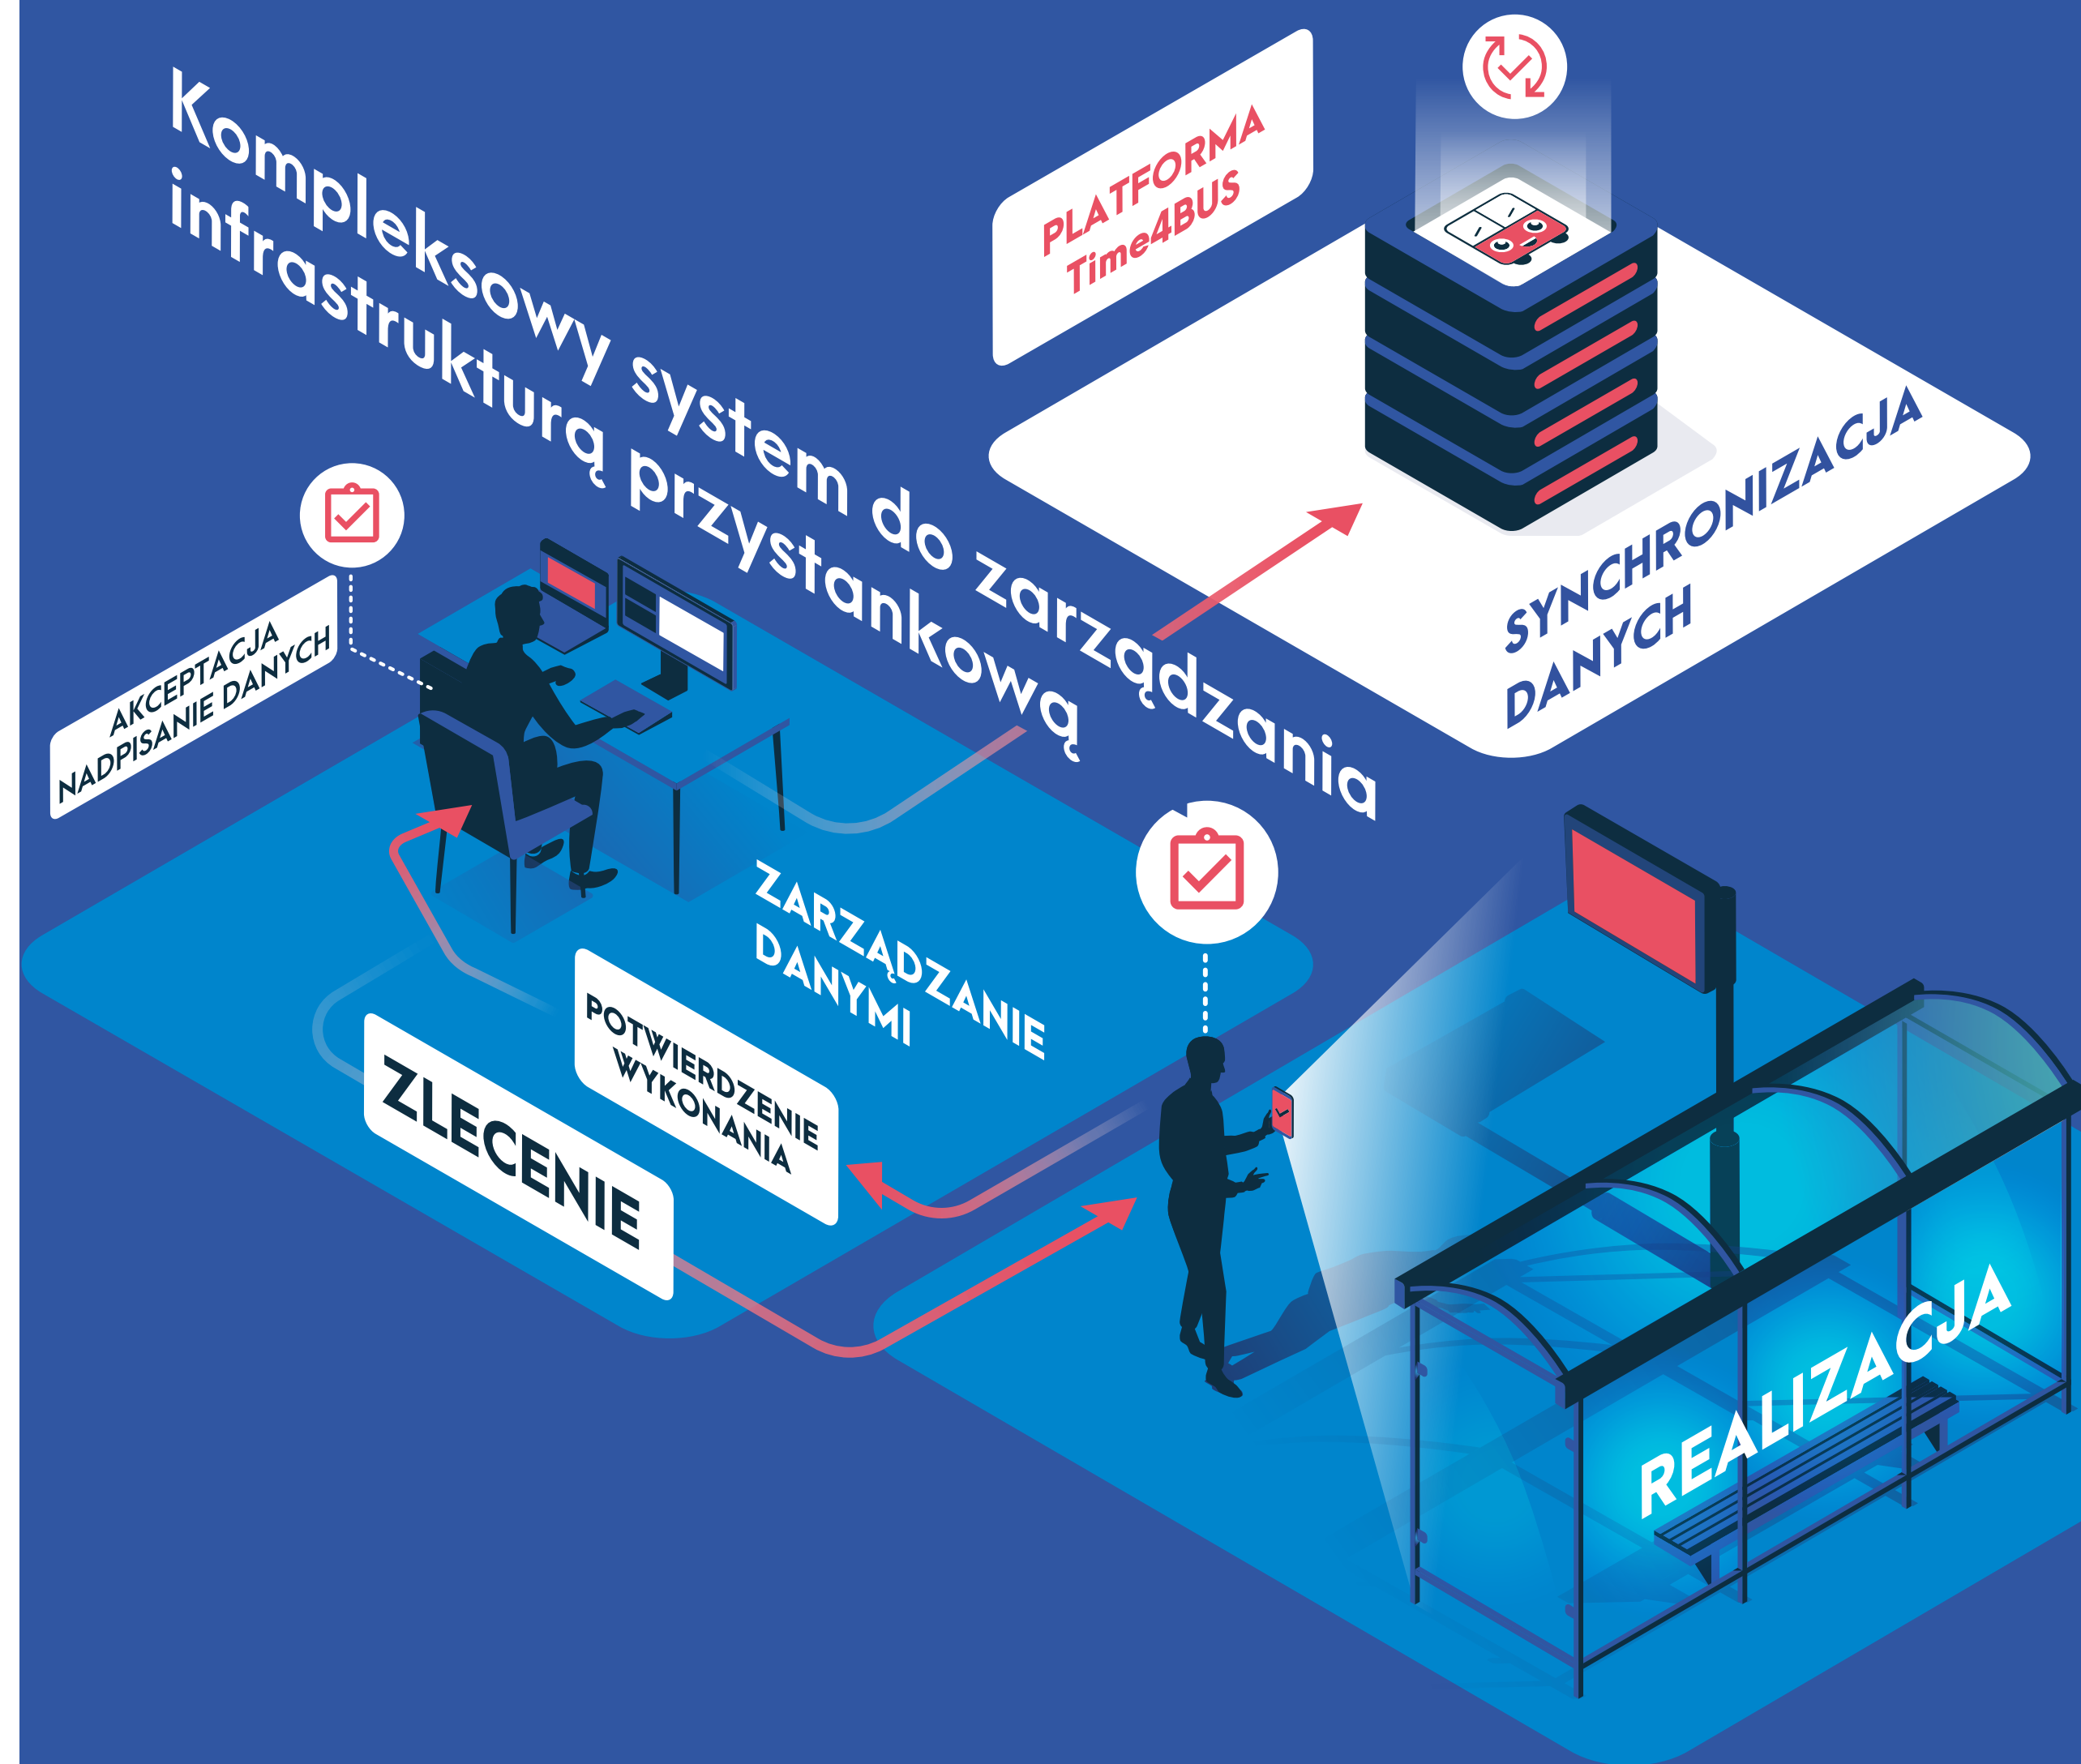 Kompleksowy system do zarządzania
infrastrukturą przystankową
PLATFORMA
Time4BUS
SYNCHRONIZACJA
DANYCH
AKCEPTACJA
NADPISANIE DANYCH
ZARZĄDZANIE
DANYMI
POTWIERDZENIE
WYKONANIA
ZLECENIE
REALIZACJA